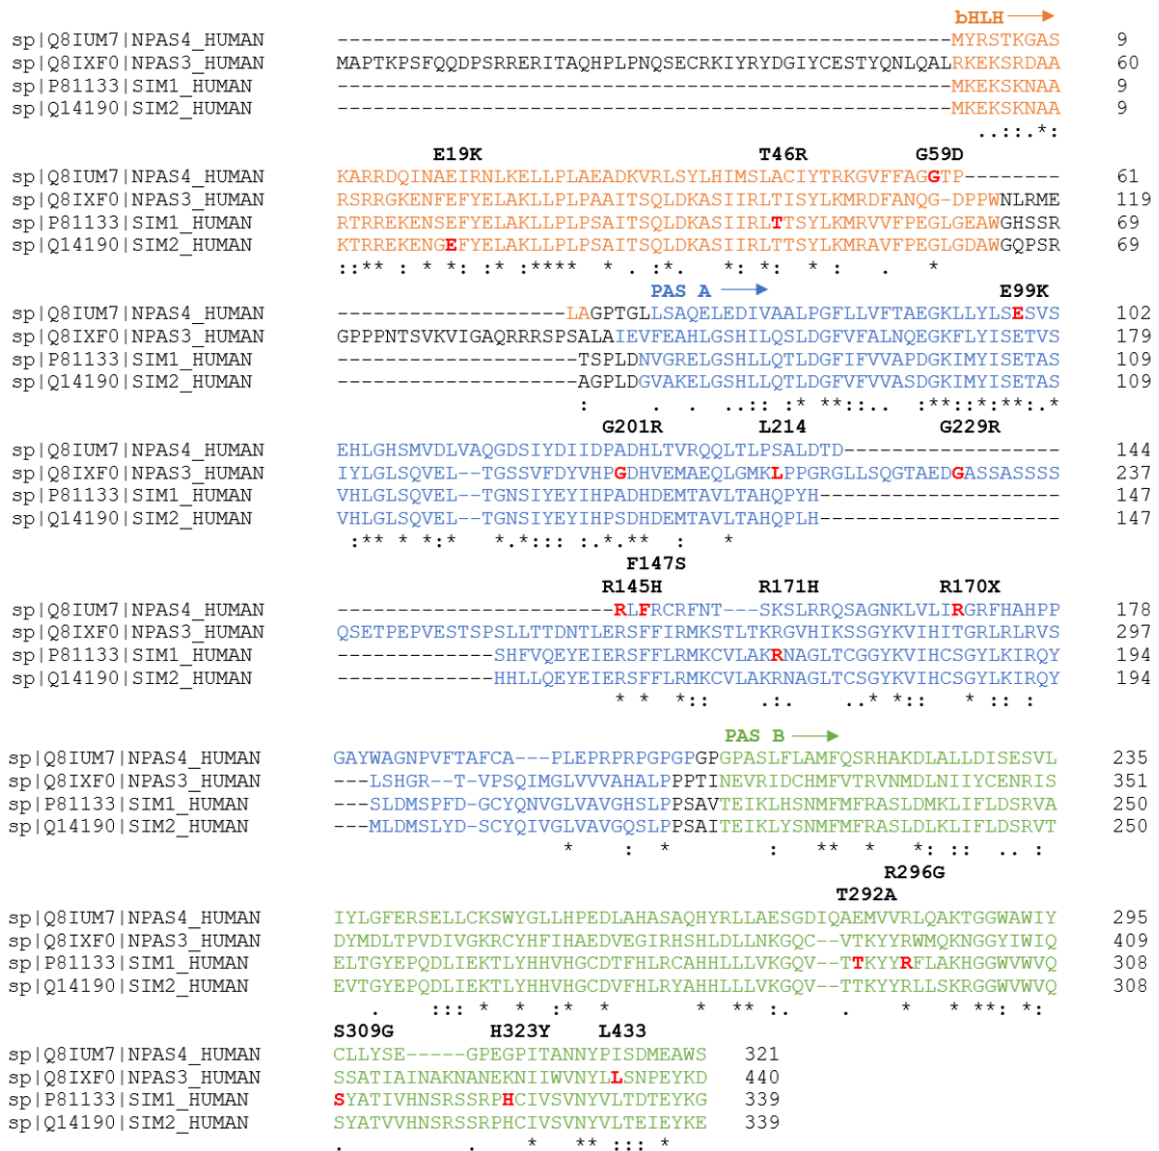 bHLH
sp|Q8IUM7|NPAS4_HUMAN ---------------------------------------------------MYRSTKGAS 9
sp|Q8IXF0|NPAS3_HUMAN MAPTKPSFQQDPSRRERITAQHPLPNQSECRKIYRYDGIYCESTYQNLQALRKEKSRDAA 60
sp|P81133|SIM1_HUMAN ---------------------------------------------------MKEKSKNAA 9
sp|Q14190|SIM2_HUMAN ---------------------------------------------------MKEKSKNAA 9
..::.*:
E19K T46R G59D
sp|Q8IUM7|NPAS4_HUMAN KARRDQINAEIRNLKELLPLAEADKVRLSYLHIMSLACIYTRKGVFFAGGTP-------- 61
sp|Q8IXF0|NPAS3_HUMAN RSRRGKENFEFYELAKLLPLPAAITSQLDKASIIRLTISYLKMRDFANQG-DPPWNLRME 119
sp|P81133|SIM1_HUMAN RTRREKENSEFYELAKLLPLPSAITSQLDKASIIRLTTSYLKMRVVFPEGLGEAWGHSSR 69
sp|Q14190|SIM2_HUMAN KTRREKENGEFYELAKLLPLPSAITSQLDKASIIRLTTSYLKMRAVFPEGLGDAWGQPSR 69
::** : * *: :* :**** * . :*. *: *: * : . *
PAS A E99K
sp|Q8IUM7|NPAS4_HUMAN -------------------LAGPTGLLSAQELEDIVAALPGFLLVFTAEGKLLYLSESVS 102
sp|Q8IXF0|NPAS3_HUMAN GPPPNTSVKVIGAQRRRSPSALAIEVFEAHLGSHILQSLDGFVFALNQEGKFLYISETVS 179
sp|P81133|SIM1_HUMAN --------------------TSPLDNVGRELGSHLLQTLDGFIFVVAPDGKIMYISETAS 109
sp|Q14190|SIM2_HUMAN --------------------AGPLDGVAKELGSHLLQTLDGFVFVVASDGKIMYISETAS 109
: . . ..:: :* **::.. :**::*:**:.*
G201R L214 G229R
sp|Q8IUM7|NPAS4_HUMAN EHLGHSMVDLVAQGDSIYDIIDPADHLTVRQQLTLPSALDTD------------------ 144
sp|Q8IXF0|NPAS3_HUMAN IYLGLSQVEL--TGSSVFDYVHPGDHVEMAEQLGMKLPPGRGLLSQGTAEDGASSASSSS 237
sp|P81133|SIM1_HUMAN VHLGLSQVEL--TGNSIYEYIHPADHDEMTAVLTAHQPYH-------------------- 147
sp|Q14190|SIM2_HUMAN VHLGLSQVEL--TGNSIYEYIHPSDHDEMTAVLTAHQPLH-------------------- 147
:** * *:* *.*::: :.*.** : *
F147S
R145H R171H R170X
sp|Q8IUM7|NPAS4_HUMAN -----------------------RLFRCRFNT---SKSLRRQSAGNKLVLIRGRFHAHPP 178
sp|Q8IXF0|NPAS3_HUMAN QSETPEPVESTSPSLLTTDNTLERSFFIRMKSTLTKRGVHIKSSGYKVIHITGRLRLRVS 297
sp|P81133|SIM1_HUMAN -------------SHFVQEYEIERSFFLRMKCVLAKRNAGLTCGGYKVIHCSGYLKIRQY 194
sp|Q14190|SIM2_HUMAN -------------HHLLQEYEIERSFFLRMKCVLAKRNAGLTCSGYKVIHCSGYLKIRQY 194
* * *:: .:. ..* *:: * :: :
PAS B
sp|Q8IUM7|NPAS4_HUMAN GAYWAGNPVFTAFCA---PLEPRPRPGPGPGPGPASLFLAMFQSRHAKDLALLDISESVL 235
sp|Q8IXF0|NPAS3_HUMAN ---LSHGR--T-VPSQIMGLVVVAHALPPPTINEVRIDCHMFVTRVNMDLNIIYCENRIS 351
sp|P81133|SIM1_HUMAN ---SLDMSPFD-GCYQNVGLVAVGHSLPPSAVTEIKLHSNMFMFRASLDMKLIFLDSRVA 250
sp|Q14190|SIM2_HUMAN ---MLDMSLYD-SCYQIVGLVAVGQSLPPSAITEIKLYSNMFMFRASLDLKLIFLDSRVT 250
* : * : ** * *: :: .. :
R296G
T292A
sp|Q8IUM7|NPAS4_HUMAN IYLGFERSELLCKSWYGLLHPEDLAHASAQHYRLLAESGDIQAEMVVRLQAKTGGWAWIY 295
sp|Q8IXF0|NPAS3_HUMAN DYMDLTPVDIVGKRCYHFIHAEDVEGIRHSHLDLLNKGQC--VTKYYRWMQKNGGYIWIQ 409
sp|P81133|SIM1_HUMAN ELTGYEPQDLIEKTLYHHVHGCDTFHLRCAHHLLLVKGQV--TTKYYRFLAKHGGWVWVQ 308
sp|Q14190|SIM2_HUMAN EVTGYEPQDLIEKTLYHHVHGCDVFHLRYAHHLLLVKGQV--TTKYYRLLSKRGGWVWVQ 308
. ::: * * :* * * ** :. . * * **: *:
S309G H323Y L433
sp|Q8IUM7|NPAS4_HUMAN CLLYSE-----GPEGPITANNYPISDMEAWS 321
sp|Q8IXF0|NPAS3_HUMAN SSATIAINAKNANEKNIIWVNYLLSNPEYKD 440
sp|P81133|SIM1_HUMAN SYATIVHNSRSSRPHCIVSVNYVLTDTEYKG 339
sp|Q14190|SIM2_HUMAN SYATVVHNSRSSRPHCIVSVNYVLTEIEYKE 339
. . * ** ::: *